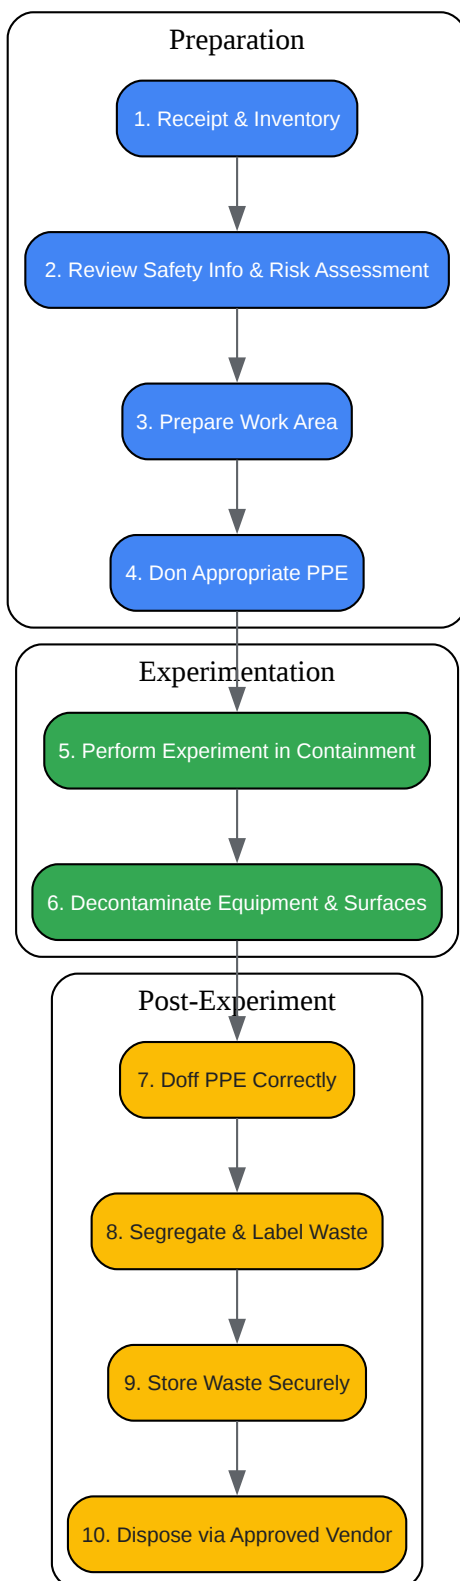 Preparation
1. Receipt & Inventory
2. Review Safety Info & Risk Assessment
3. Prepare Work Area
4. Don Appropriate PPE
Experimentation
5. Perform Experiment in Containment
6. Decontaminate Equipment & Surfaces
Post-Experiment
7. Doff PPE Correctly
8. Segregate & Label Waste
9. Store Waste Securely
10. Dispose via Approved Vendor